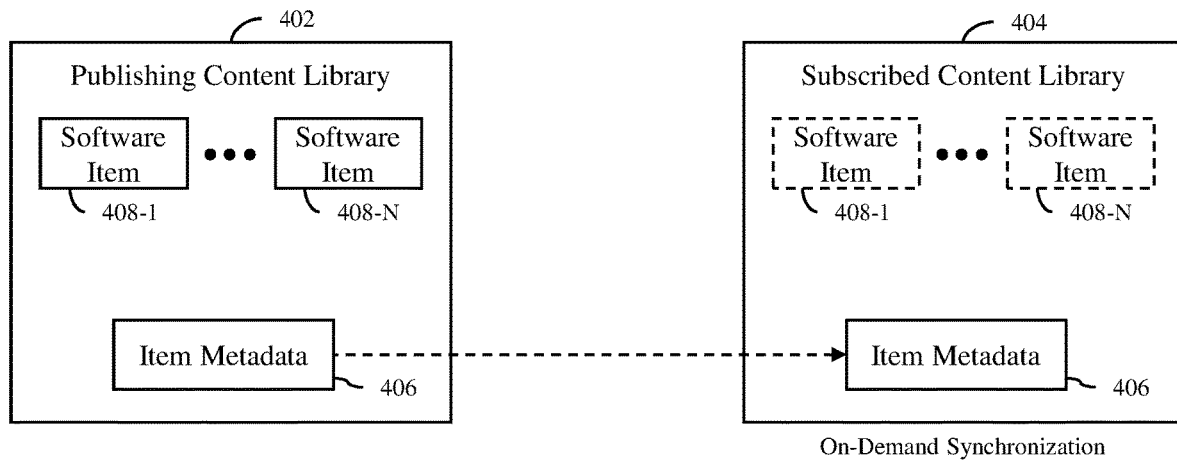 402
Publishing Content Library
Software
Item
408-1
Software
Item
408-N
Item Metadata
406
404
Subscribed Content Library
Software
Item
408-1
Software
Item
408-N
Item Metadata
406
On-Demand Synchronization